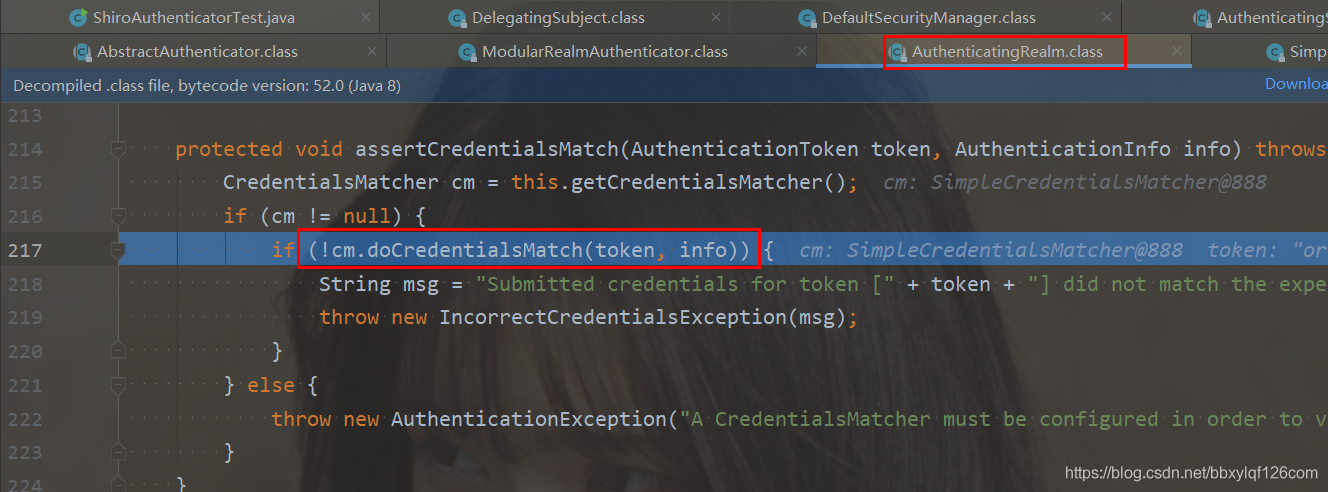 ShiroAuthenticatorTest.java DelegatingSubject.class DefaultSecurityManager.class Authenticating
AbstractAuthenticator.class ModularRealmAuthenticator.class AuthenticatingRealm.class Simp
Decompiled .class file, bytecode version: 52.0 (Java 8) Downloa
213
214 protected void assertCredentialsMatch(AuthenticationToken token, AuthenticationInfo info) throws
215 CredentialsMatcher cm = this.getCredentialsMatcher(); cm: SimpleCredentialsMatcher@888
216 if (cm != null) {
217 if (!cm.doCredentialsMatch(token, info)) { cm: SimpleCredentialsMatcher@888 token: "or
218 String msg = "Submitted credentials for token [" + token + "] did not match the expe
219 throw new IncorrectCredentialsException(msg);
220 }
221 } else {
222 throw new AuthenticationException("A CredentialsMatcher must be configured in order to v
223 }
224 }
https://blog.csdn.net/bbxylqf126com